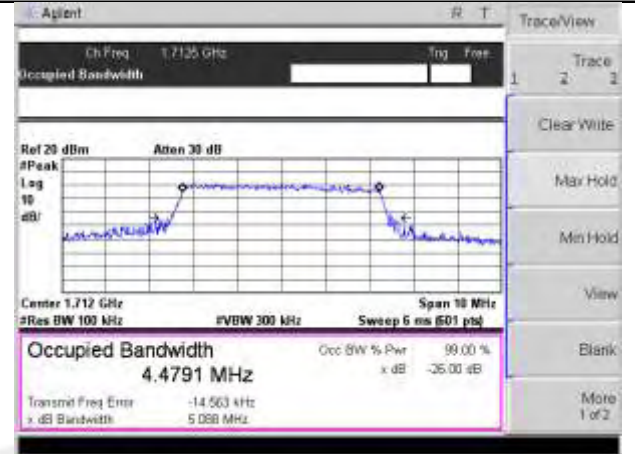 Agilent
R T
Trace/View
Ch Freq 1.7125 GHz
Trig Free
Occupied Bandwidth
Trace
1 2 3
Clear Write
Ref 20 dBm
Atten 30 dB
#Peak
Log
10
dB/
Max Hold
Min Hold
View
Center 1.712 GHz
Span 10 MHz
#Res BW 100 kHz
#VBW 300 kHz
Sweep 6 ms (601 pts)
Occupied Bandwidth
4.4791 MHz
Occ BW % Pwr 99.00 %
x dB -26.00 dB
Blank
Transmit Freq Error -14.563 kHz
x dB Bandwidth 5.088 MHz
More
1 of 2